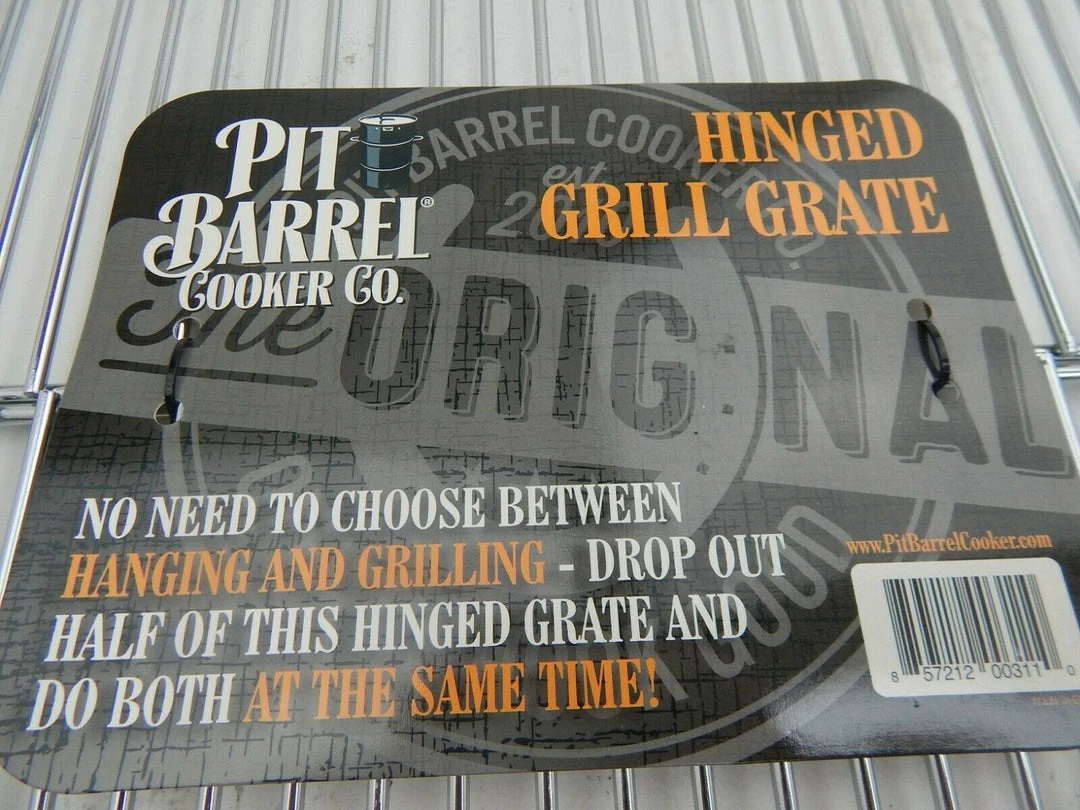 PIT
BARREL®
COOKER CO.
HINGED
GRILL GRATE
BARREL COOKER CO.
est
The ORIGINAL
NO NEED TO CHOOSE BETWEEN
HANGING AND GRILLING - DROP OUT
HALF OF THIS HINGED GRATE AND
DO BOTH AT THE SAME TIME!
GOOD
www.PitBarrelCooker.com
8 57212 00311 0